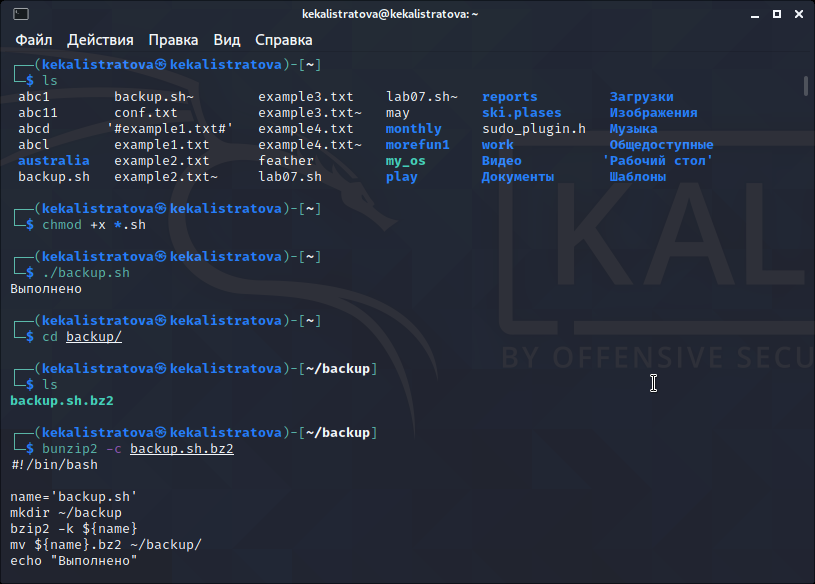 kekalistratova@kekalistratova: ~
Файл Действия Правка Вид Справка
┌──(kekalistratova㉿kekalistratova)-[~]
└─$ ls
abc1 backup.sh~ example3.txt lab07.sh~ reports Загрузки
abc11 conf.txt example3.txt~ may ski.plases Изображения
abcd '#example1.txt#' example4.txt monthly sudo_plugin.h Музыка
abcl example1.txt example4.txt~ morefun1 work Общедоступные
australia example2.txt feather my_os Видео 'Рабочий стол'
backup.sh example2.txt~ lab07.sh play Документы Шаблоны
┌──(kekalistratova㉿kekalistratova)-[~]
└─$ chmod +x *.sh
┌──(kekalistratova㉿kekalistratova)-[~]
└─$ ./backup.sh
Выполнено
┌──(kekalistratova㉿kekalistratova)-[~]
└─$ cd backup/
┌──(kekalistratova㉿kekalistratova)-[~/backup]
└─$ ls
backup.sh.bz2
┌──(kekalistratova㉿kekalistratova)-[~/backup]
└─$ bunzip2 -c backup.sh.bz2
#!/bin/bash
name='backup.sh'
mkdir ~/backup
bzip2 -k ${name}
mv ${name}.bz2 ~/backup/
echo "Выполнено"
KAL
BY OFFENSIVE SECU